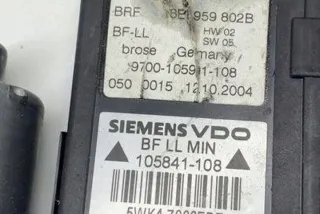 BRF 8E1 959 802B
BF-LL HW 02
SW 05
brose Germany
9700-105941-108
050 0015 12.10.2004
SIEMENS VDO
BF LL MIN
105841-108